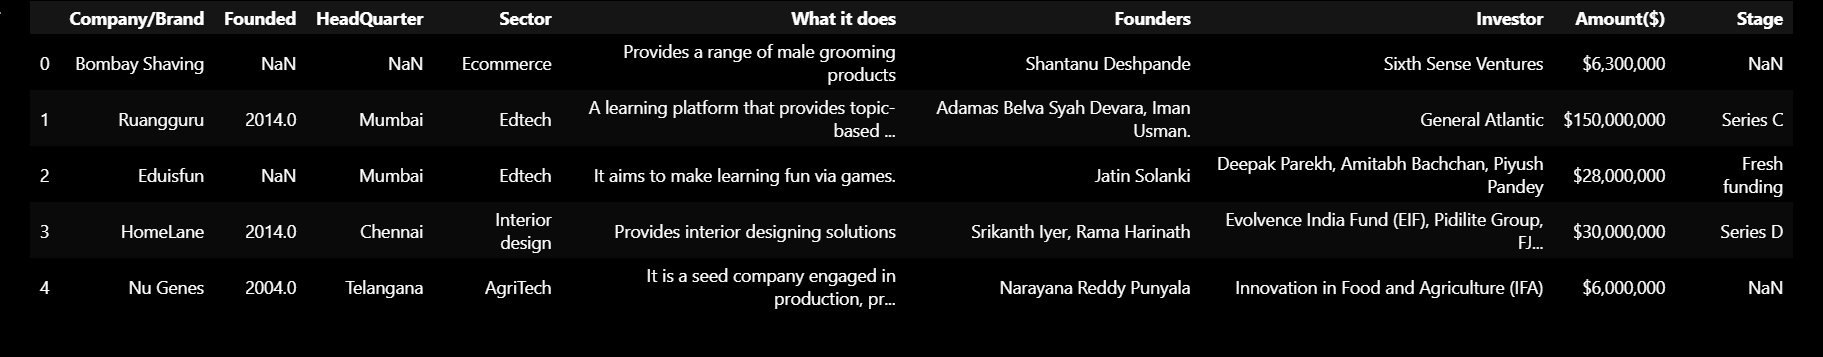 Company/Brand Founded HeadQuarter Sector What it does Founders Investor Amount($) Stage
0 Bombay Shaving NaN NaN Ecommerce Provides a range of male grooming products Shantanu Deshpande Sixth Sense Ventures $6,300,000 NaN
1 Ruangguru 2014.0 Mumbai Edtech A learning platform that provides topic-based ... Adamas Belva Syah Devara, Iman Usman. General Atlantic $150,000,000 Series C
2 Eduisfun NaN Mumbai Edtech It aims to make learning fun via games. Jatin Solanki Deepak Parekh, Amitabh Bachchan, Piyush Pandey $28,000,000 Fresh funding
3 HomeLane 2014.0 Chennai Interior design Provides interior designing solutions Srikanth Iyer, Rama Harinath Evolvence India Fund (EIF), Pidilite Group, FJ... $30,000,000 Series D
4 Nu Genes 2004.0 Telangana AgriTech It is a seed company engaged in production, pr... Narayana Reddy Punyala Innovation in Food and Agriculture (IFA) $6,000,000 NaN